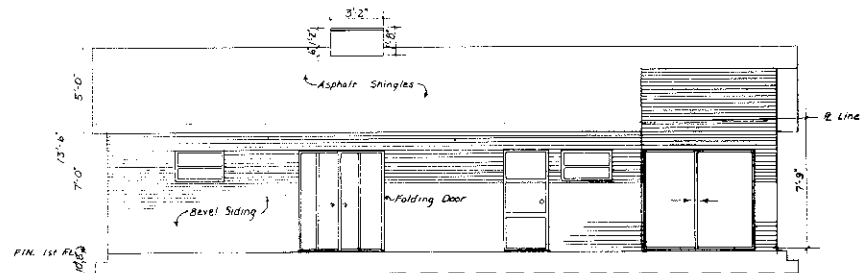 3'-2"
1'-8"
Asphalt Shingles
5'-0"
⅊ Line
13'-6"
7'-0"
Folding Door
Bevel Siding
7'-9"
FIN. 1st FL.